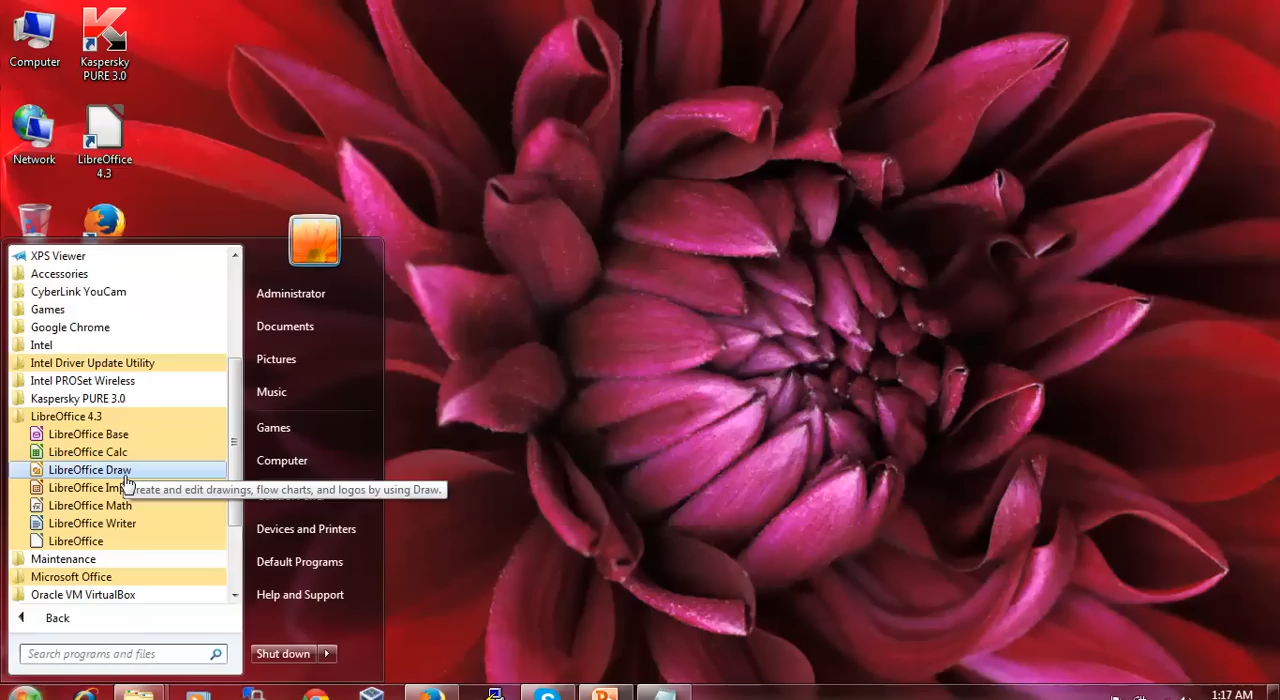 Computer
Kaspersky
PURE 3.0
Network
LibreOffice
4.3
XPS Viewer
Accessories
CyberLink YouCam
Games
Google Chrome
Intel
Intel Driver Update Utility
Intel PROSet Wireless
Kaspersky PURE 3.0
LibreOffice 4.3
LibreOffice Base
LibreOffice Calc
LibreOffice Draw
LibreOffice
create and edit drawings, flow charts, and logos by using Draw.
LibreOffice Math
LibreOffice Writer
LibreOffice
Maintenance
Microsoft Office
Oracle VM VirtualBox
Back
Search programs and files
Administrator
Documents
Pictures
Music
Games
Computer
Devices and Printers
Default Programs
Help and Support
Shut down
1:17 AM